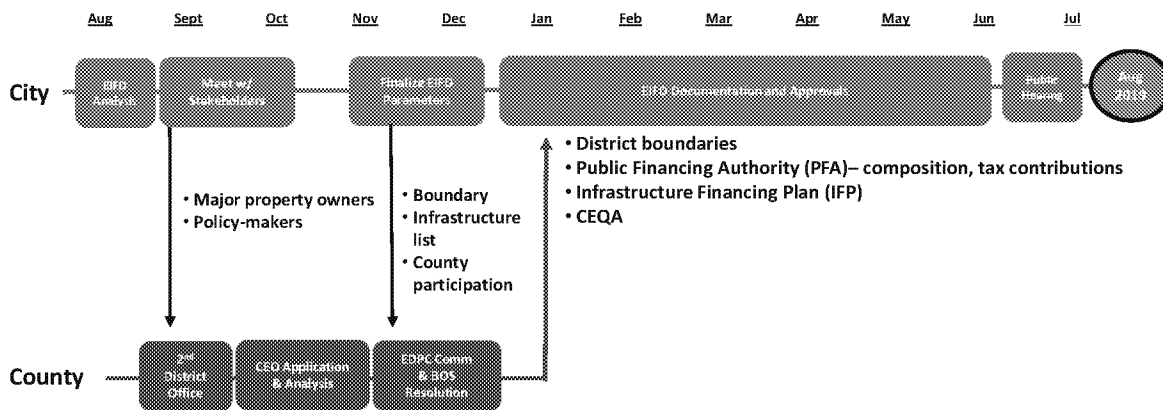 Aug Sept Oct Nov Dec Jan Feb Mar Apr May Jun Jul
City
EIFD
Analysis
Meet w/
Stakeholders
Finalize EIFD
Parameters
EIFD Documentation and Approvals
Public
Hearing
Aug
2019
• Major property owners
• Policy-makers
• Boundary
• Infrastructure
list
• County
participation
• District boundaries
• Public Financing Authority (PFA)– composition, tax contributions
• Infrastructure Financing Plan (IFP)
• CEQA
County
2nd
District
Office
CEO Application
& Analysis
EDPC Comm
& BOS
Resolution